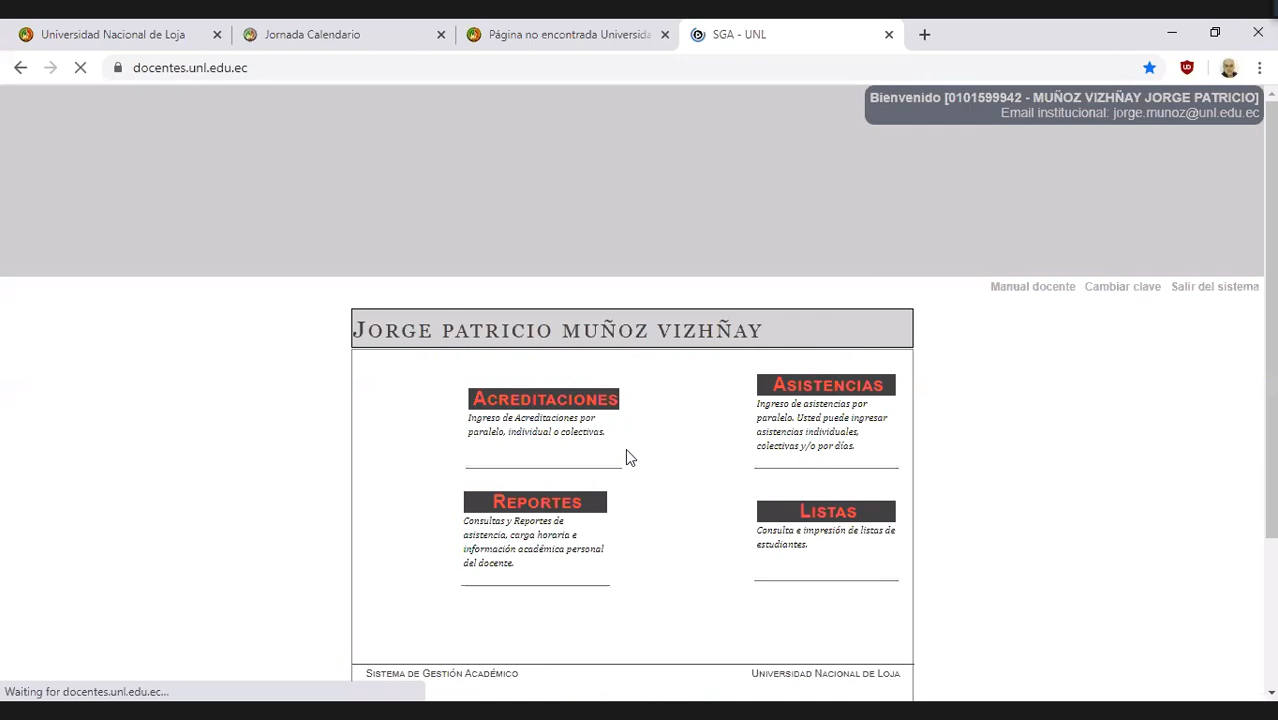 Universidad Nacional de Loja
Jornada Calendario
Página no encontrada Universida
SGA - UNL
docentes.unl.edu.ec
Bienvenido [0101599942 - MUÑOZ VIZHÑAY JORGE PATRICIO]
Email institucional: jorge.munoz@unl.edu.ec
Manual docente Cambiar clave Salir del sistema
JORGE PATRICIO MUÑOZ VIZHÑAY
ACREDITACIONES
Ingreso de Acreditaciones por
paralelo, individual o colectivas.
ASISTENCIAS
Ingreso de asistencias por
paralelo. Usted puede ingresar
asistencias individuales,
colectivas y/o por días.
REPORTES
Consultas y Reportes de
asistencia, carga horaria e
información académica personal
del docente.
LISTAS
Consulta e impresión de listas de
estudiantes.
SISTEMA DE GESTIÓN ACADÉMICO
UNIVERSIDAD NACIONAL DE LOJA
Waiting for docentes.unl.edu.ec...